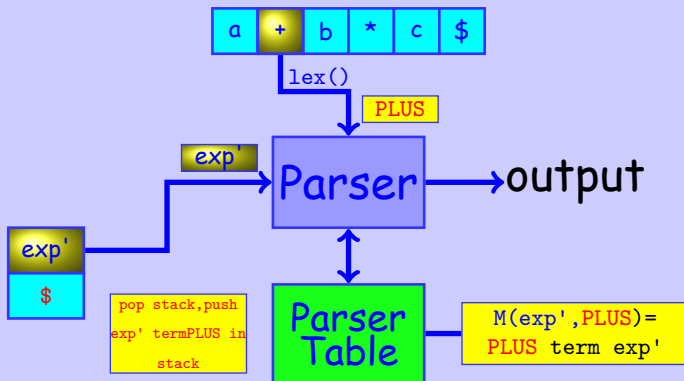 a + b * c $
lex()
PLUS
exp'
Parser
output
exp'
$
pop stack,push
exp' termPLUS in
stack
Parser
Table
M(exp',PLUS)=
PLUS term exp'